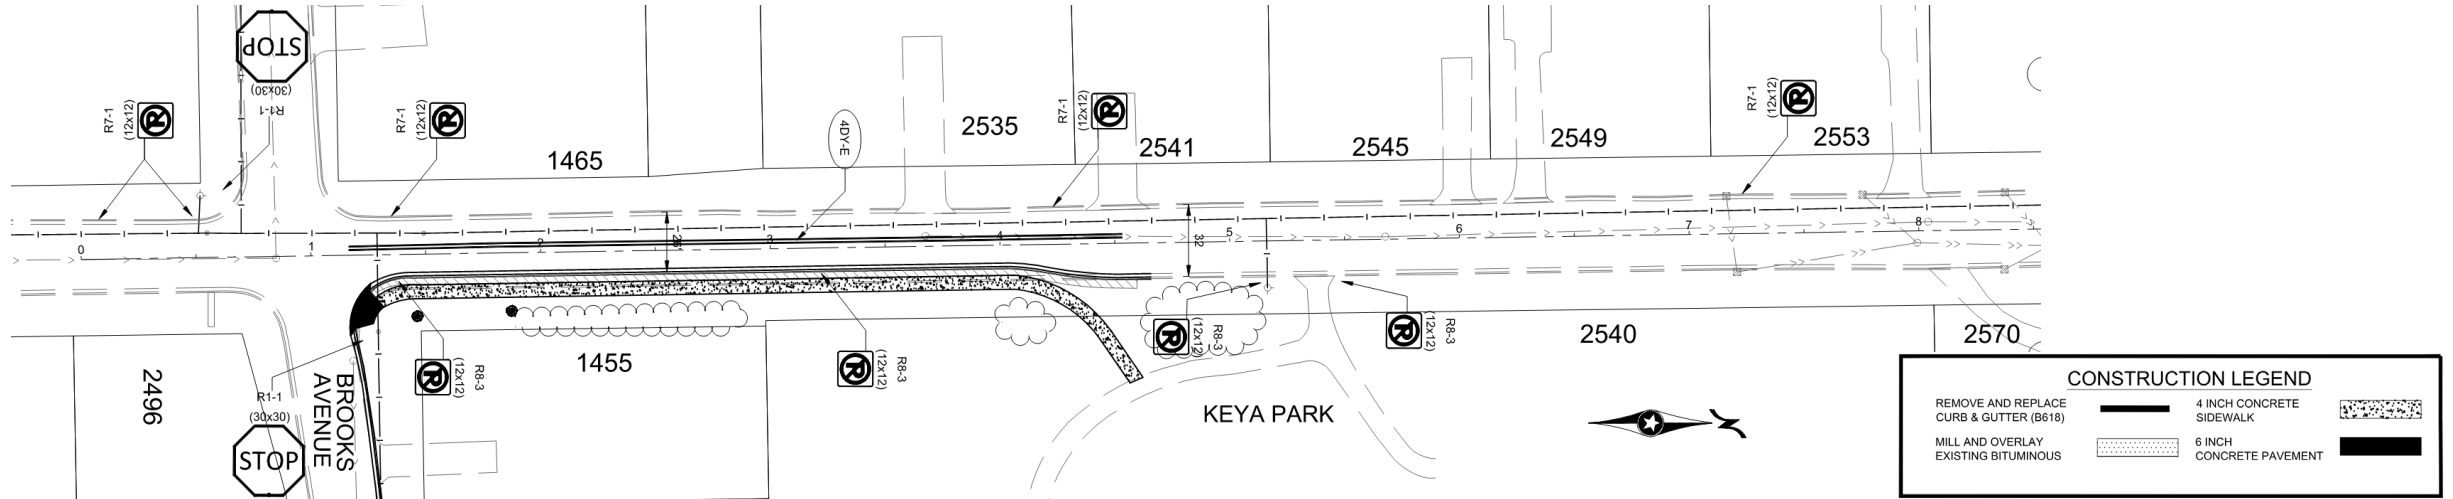 STOP
(30x30)
R1-1
R7-1
(12x12)
R
R7-1
(12x12)
R
1465
4DY-E
2535
R7-1
(12x12)
R
2541
2545
2549
R7-1
(12x12)
R
2553
0
1
2
3
4
5
6
7
8
26
32
2496
BROOKS
AVENUE
R1-1
(30x30)
STOP
R
R8-3
(12x12)
1455
R
R8-3
(12x12)
R
R8-3
(12x12)
R
R8-3
(12x12)
KEYA PARK
2540
2570
N
CONSTRUCTION LEGEND
REMOVE AND REPLACE
CURB & GUTTER (B618)
4 INCH CONCRETE
SIDEWALK
MILL AND OVERLAY
EXISTING BITUMINOUS
6 INCH
CONCRETE PAVEMENT